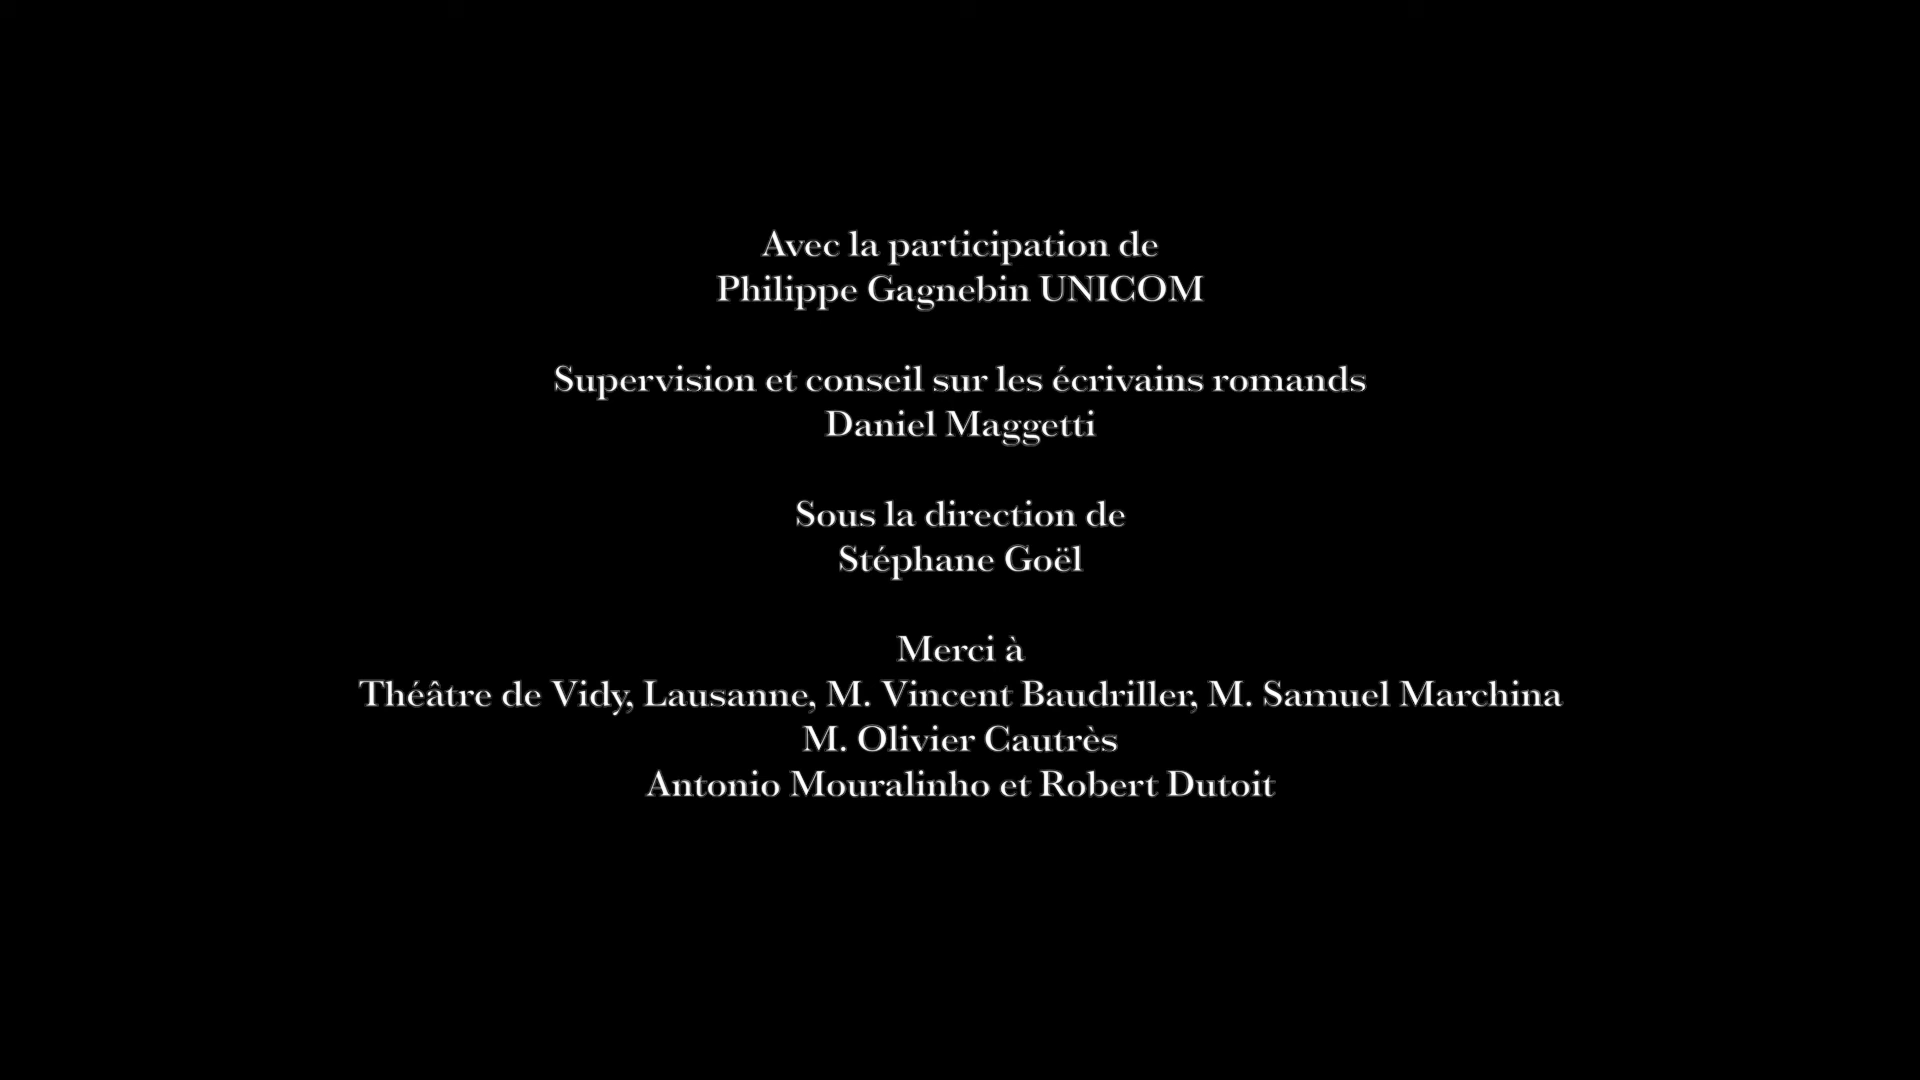 Avec la participation de
Philippe Gagnebin UNICOM
Supervision et conseil sur les écrivains romands
Daniel Maggetti
Sous la direction de
Stéphane Goël
Merci à
Théâtre de Vidy, Lausanne, M. Vincent Baudriller, M. Samuel Marchina
M. Olivier Cautrès
Antonio Mouralinho et Robert Dutoit